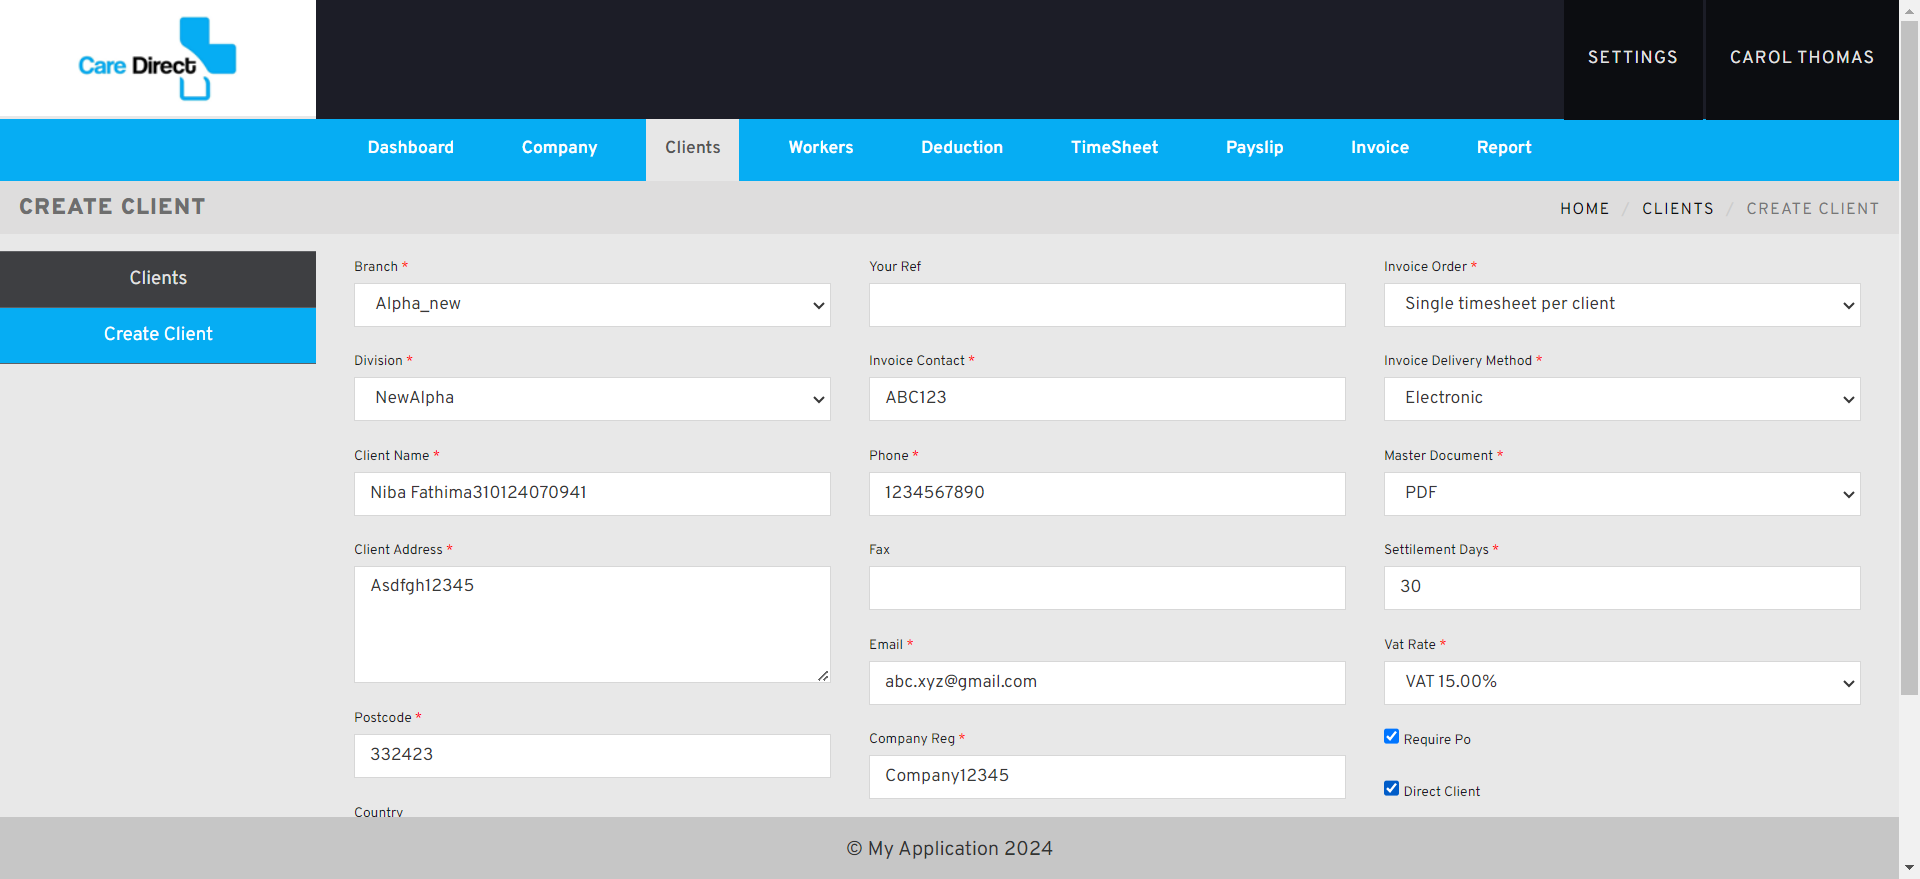 Care Direct
SETTINGS
CAROL THOMAS
Dashboard
Company
Clients
Workers
Deduction
TimeSheet
Payslip
Invoice
Report
CREATE CLIENT
HOME / CLIENTS / CREATE CLIENT
Clients
Create Client
Branch *
Alpha_new
Division *
NewAlpha
Client Name *
Niba Fathima310124070941
Client Address *
Asdfgh12345
Postcode *
332423
Country
Your Ref
Invoice Contact *
ABC123
Phone *
1234567890
Fax
Email *
abc.xyz@gmail.com
Company Reg *
Company12345
Invoice Order *
Single timesheet per client
Invoice Delivery Method *
Electronic
Master Document *
PDF
Settilement Days *
30
Vat Rate *
VAT 15.00%
Require Po
Direct Client
© My Application 2024